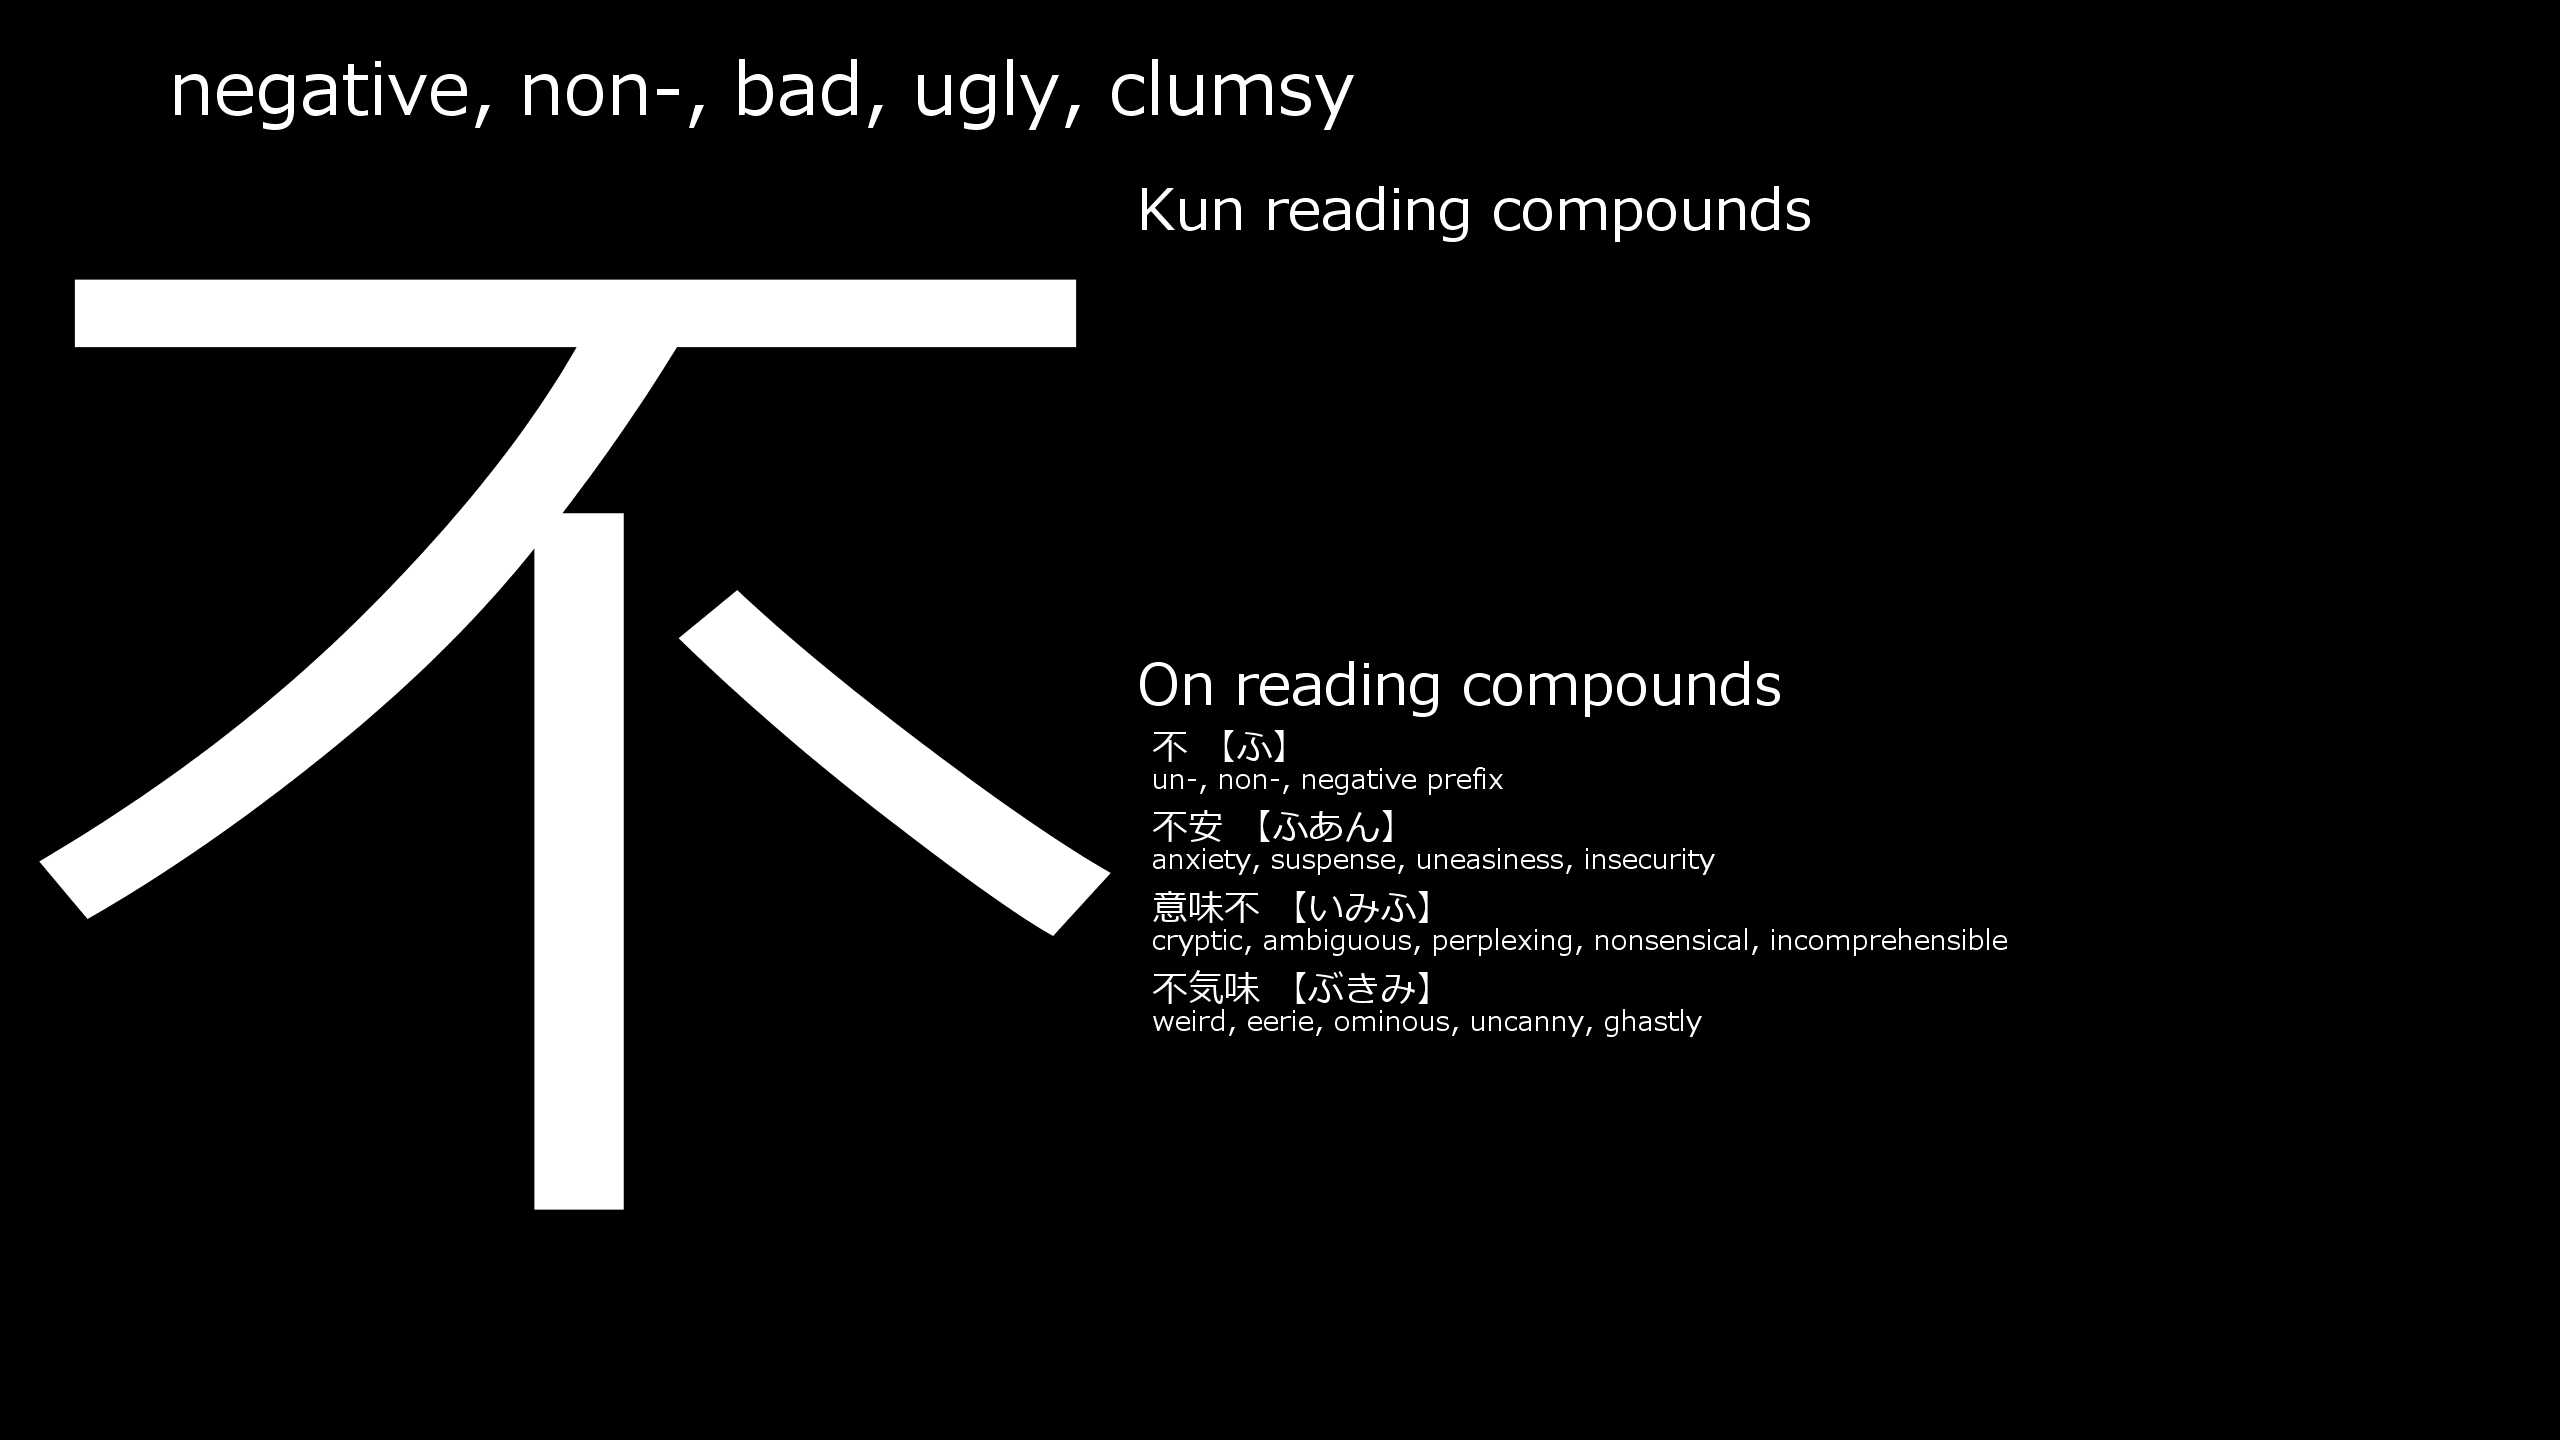 negative, non-, bad, ugly, clumsy
不
Kun reading compounds
On reading compounds
不 【ふ】
un-, non-, negative prefix
不安 【ふあん】
anxiety, suspense, uneasiness, insecurity
意味不 【いみふ】
cryptic, ambiguous, perplexing, nonsensical, incomprehensible
不気味 【ぶきみ】
weird, eerie, ominous, uncanny, ghastly